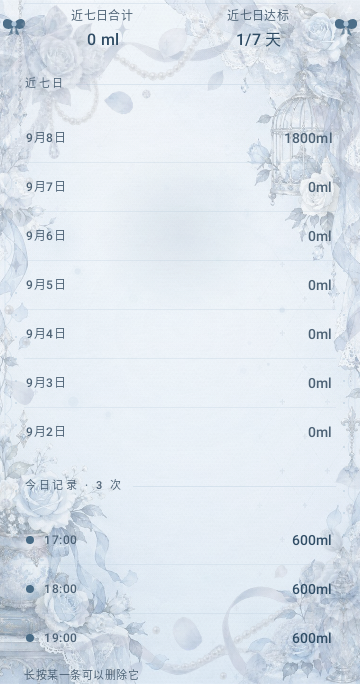 近七日合计 近七日达标
0 ml 1/7 天
近七日
9月8日 1800ml
9月7日 0ml
9月6日 0ml
9月5日 0ml
9月4日 0ml
9月3日 0ml
9月2日 0ml
今日记录 · 3 次
17:00 600ml
18:00 600ml
19:00 600ml
长按某一条可以删除它